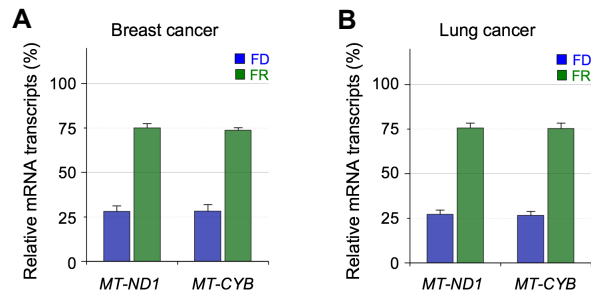 A
Breast cancer
FD
FR
Relative mRNA transcripts (%)
100
75
50
25
0
MT-ND1 MT-CYB
B
Lung cancer
FD
FR
Relative mRNA transcripts (%)
100
75
50
25
0
MT-ND1 MT-CYB